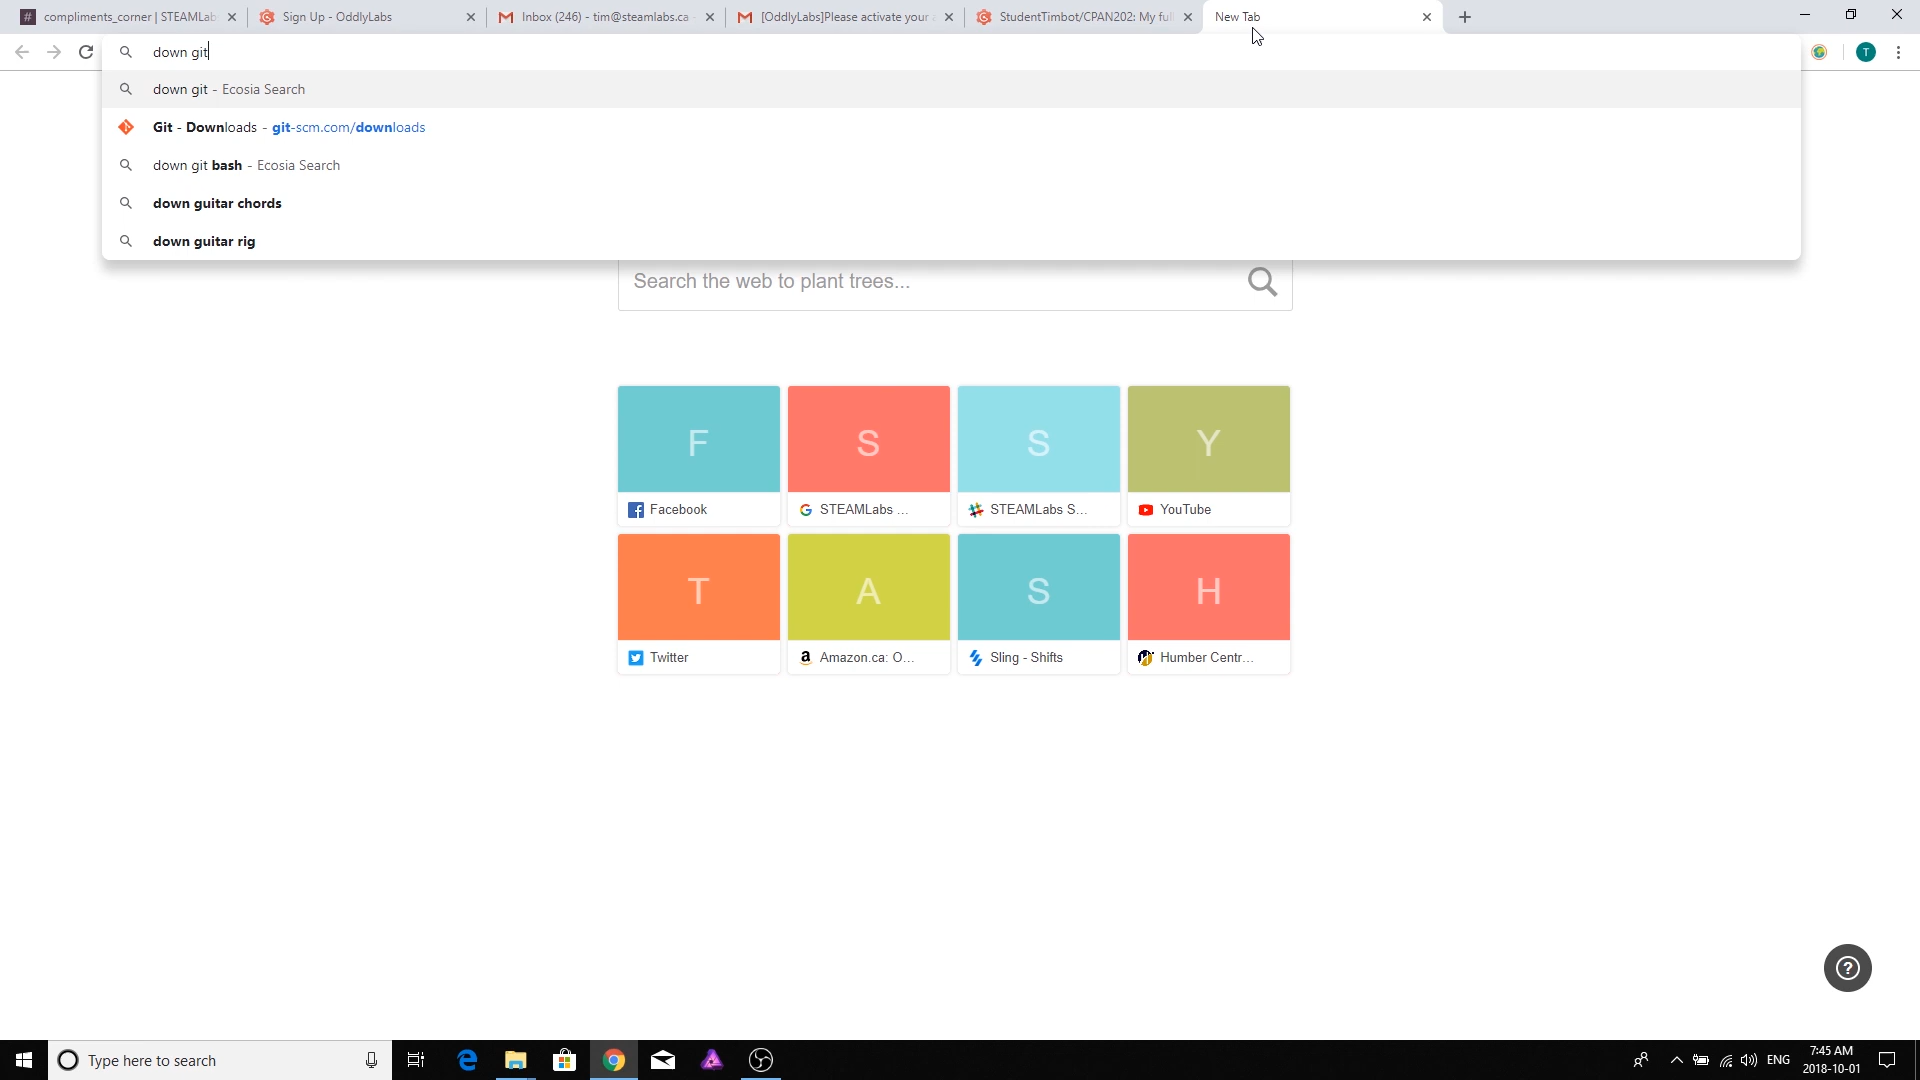 compliments_corner | STEAMLab
Sign Up - OddlyLabs
Inbox (246) - tim@steamlabs.ca -
[OddlyLabs]Please activate your a
StudentTimbot/CPAN202: My full
New Tab
down git
T
down git - Ecosia Search
Git - Downloads - git-scm.com/downloads
down git bash - Ecosia Search
down guitar chords
down guitar rig
Search the web to plant trees...
F
S
S
Y
Facebook
STEAMLabs ...
STEAMLabs S...
YouTube
T
A
S
H
Twitter
Amazon.ca: O...
Sling - Shifts
Humber Centr...
Type here to search
ENG
7:45 AM
2018-10-01